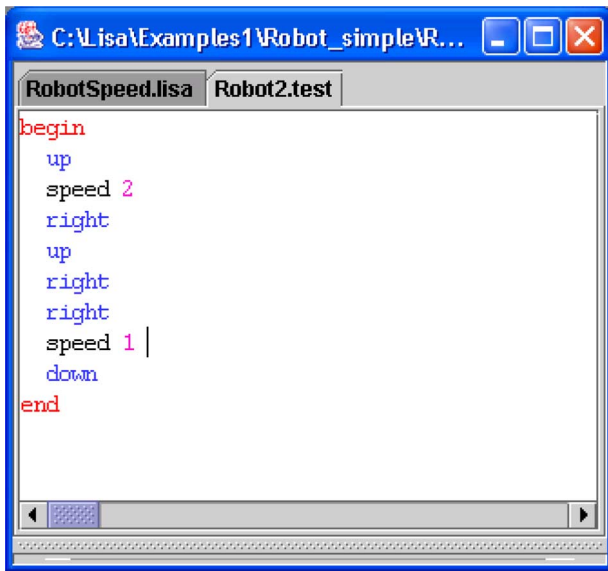 C:\Lisa\Examples1\Robot_simple\R...
RobotSpeed.lisa Robot2.test
begin
up
speed 2
right
up
right
right
speed 1
down
end